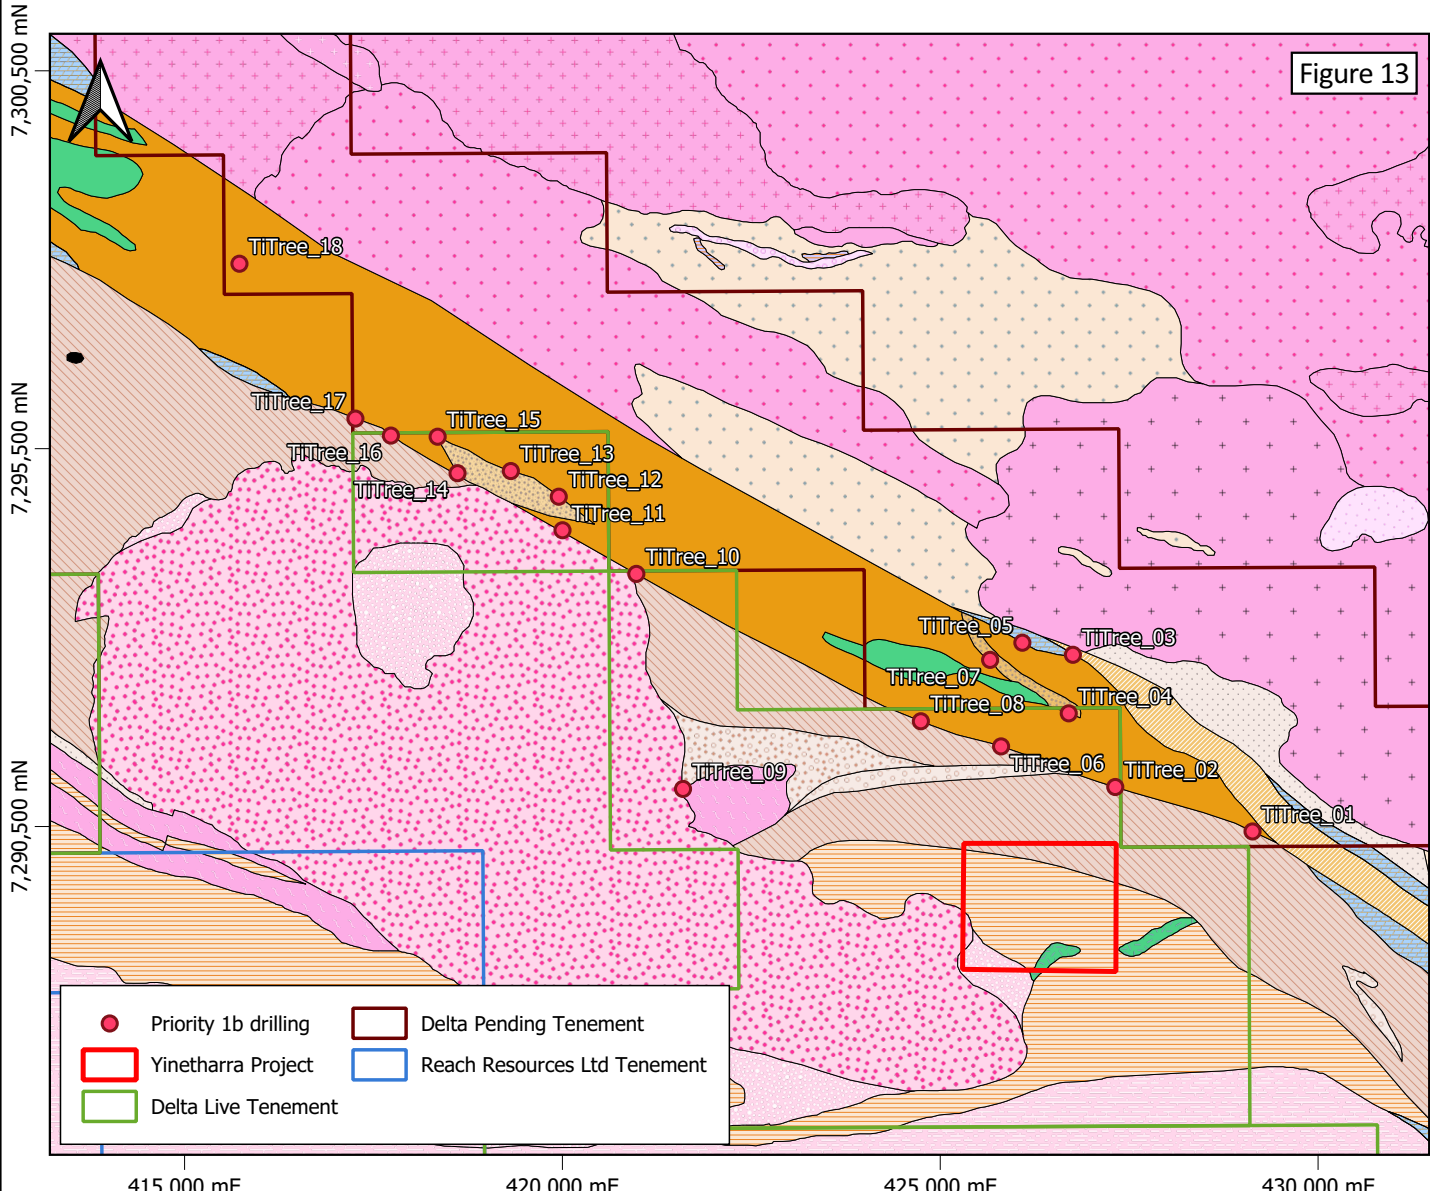 Figure 13
7,300,500 mN
7,295,500 mN
7,290,500 mN
TiTree_18
TiTree_17
TiTree_15
TiTree_16
TiTree_13
TiTree_14
TiTree_12
TiTree_11
TiTree_10
TiTree_05
TiTree_03
TiTree_07
TiTree_04
TiTree_08
TiTree_06
TiTree_09
TiTree_02
TiTree_01
Priority 1b drilling
Yinetharra Project
Delta Live Tenement
Delta Pending Tenement
Reach Resources Ltd Tenement
415,000 mE
420,000 mE
425,000 mE
430,000 mE